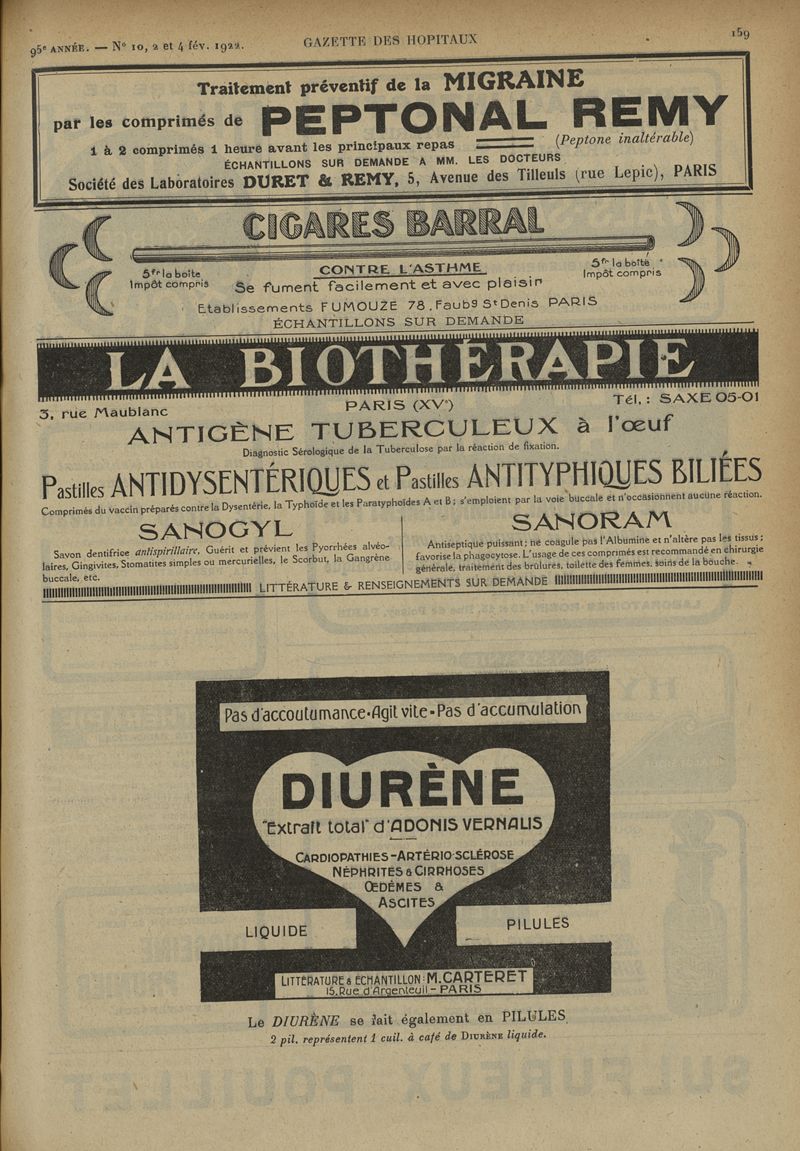 95e ANNÉE. — N° 10, 2 et 4 fév. 1922.
GAZETTE DES HOPITAUX
159
Traitement préventif de la MIGRAINE
par les comprimés de PEPTONAL REMY
1 à 2 comprimés 1 heure avant les principaux repas (Peptone inaltérable)
ÉCHANTILLONS SUR DEMANDE A MM. LES DOCTEURS
Société des Laboratoires DURET & REMY, 5, Avenue des Tilleuls (rue Lepic), PARIS
CIGARES BARRAL
5fr la boîte
Impôt compris
CONTRE L'ASTHME
5fr la boîte
Impôt compris
Se fument facilement et avec plaisir
Etablissements FUMOUZE 78, Faubg St Denis PARIS
ÉCHANTILLONS SUR DEMANDE
LA BIOTHÉRAPIE
3, rue Maublanc
PARIS (XVe)
Tél. : SAXE 05-01
ANTIGÈNE TUBERCULEUX à l'œuf
Diagnostic Sérologique de la Tuberculose par la réaction de fixation.
Pastilles ANTIDYSENTÉRIQUES et Pastilles ANTITYPHIQUES BILIÉES
Comprimés du vaccin préparés contre la Dysentérie, la Typhoïde et les Paratyphoïdes A et B ; s'emploient par la voie buccale et n'occasionnent aucune réaction.
SANOGYL
Savon dentifrice antispirillaire, Guérit et prévient les Pyorrhées alvéo-
laires, Gingivites, Stomatites simples ou mercurielles, le Scorbut, la Gangrène
buccale, etc.
SANORAM
Antiseptique puissant ; ne coagule pas l'Albumine et n'altère pas les tissus ;
favorise la phagocytose. L'usage de ces comprimés est recommandé en chirurgie
générale, traitement des brûlures, toilette des femmes, soins de la bouche.
LITTÉRATURE & RENSEIGNEMENTS SUR DEMANDE
Pas d'accoutumance - Agit vite - Pas d'accumulation
DIURÈNE
"Extrait total" d'ADONIS VERNALIS
CARDIOPATHIES - ARTÉRIO-SCLÉROSE
NÉPHRITES & CIRRHOSES
ŒDÈMES &
ASCITES
LIQUIDE
PILULES
LITTÉRATURE & ÉCHANTILLON : M. CARTERET
15, Rue d'Argenteuil - PARIS
Le DIURÈNE se fait également en PILULES
2 pil. représentent 1 cuil. à café de DIURÈNE liquide.